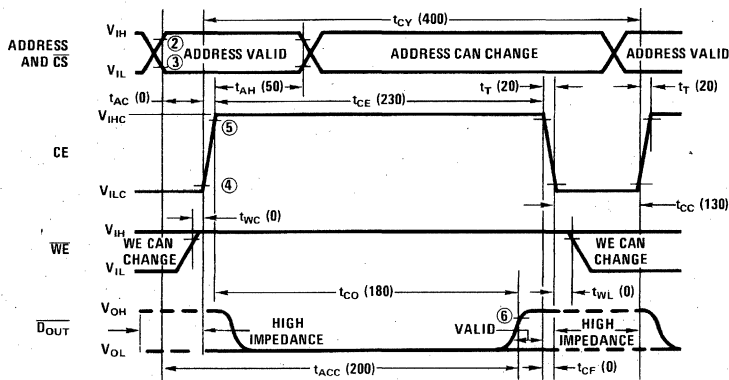 t_CY (400)
V_IH
ADDRESS
AND C̅S̅
②
③
ADDRESS VALID
ADDRESS CAN CHANGE
ADDRESS VALID
V_IL
t_AC (0)
t_AH (50)
t_T (20)
t_T (20)
t_CE (230)
V_IHC
⑤
CE
④
V_ILC
t_CC (130)
t_WC (0)
V_IH
W̅E̅
WE CAN
CHANGE
WE CAN
CHANGE
V_IL
t_CO (180)
t_WL (0)
V_OH
⑥
D̅_O̅U̅T̅
HIGH
IMPEDANCE
VALID
HIGH
IMPEDANCE
V_OL
t_ACC (200)
t_CF (0)